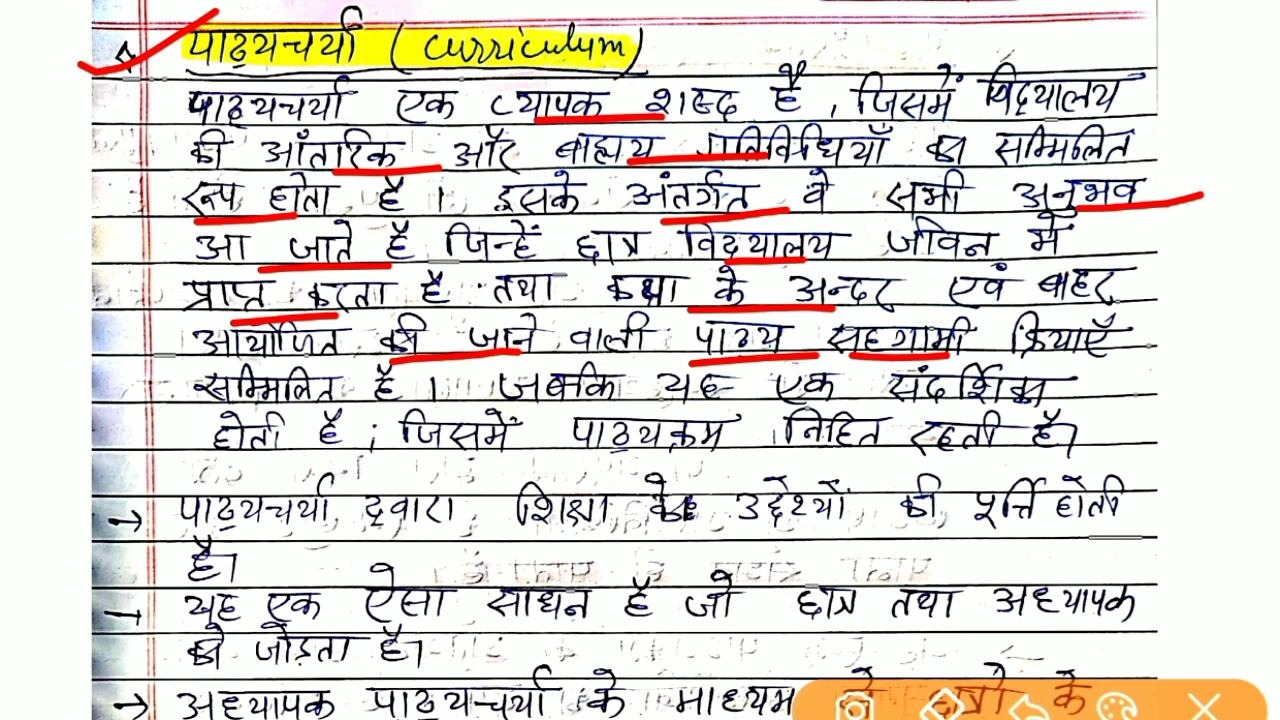 पाठ्यचर्या (Curriculum)
पाठ्यचर्या एक व्यापक शब्द है, जिसमें विद्यालय
की आँतरिक और बाह्यय गतिविधियाँ का सम्मिलित
रूप होता है। इसके अंतर्गत वे सभी अनुभव
आ जाते है जिन्हें छात्र विद्यालय जीवन में
प्राप्त करता है तथा कक्षा के अन्दर एवं बाहर
आयोजित की जाने वाली पाठ्य सहगामी क्रियाएँ
सम्मिलित है। जबकि यह एक संदर्शिका
होती है, जिसमें पाठ्यक्रम निहित रहती है।
→ पाठ्यचर्या द्वारा शिक्षा के उद्देश्यों की पूर्त्ति होती
है।
→ यह एक ऐसा साधन है जो छात्र तथा अध्यापक
को जोड़ता है।
→ अध्यापक पाठ्यचर्या के माध्यम के